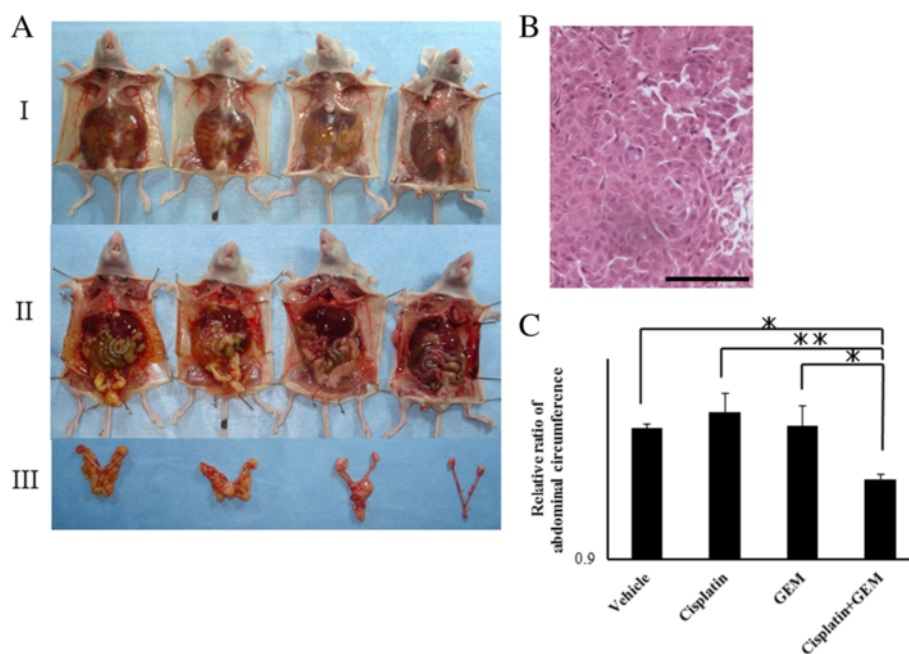 A
I
II
III
B
C
* 
**
*
Relative ratio of
abdominal circumference
0.9
Vehicle
Cisplatin
GEM
Cisplatin+GEM